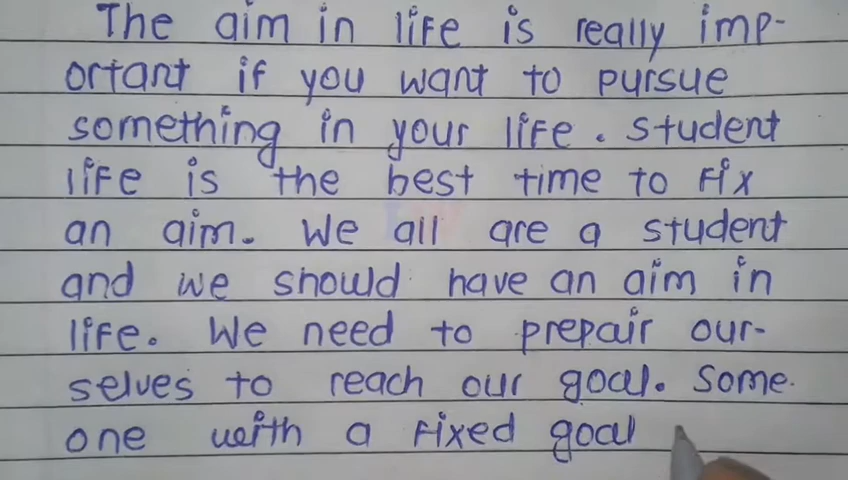 The aim in life is really imp-
ortant if you want to pursue
something in your life. Student
life is the best time to fix
an aim. We all are a student
and we should have an aim in
life. We need to prepair our-
selves to reach our goal. Some-
one with a fixed goal